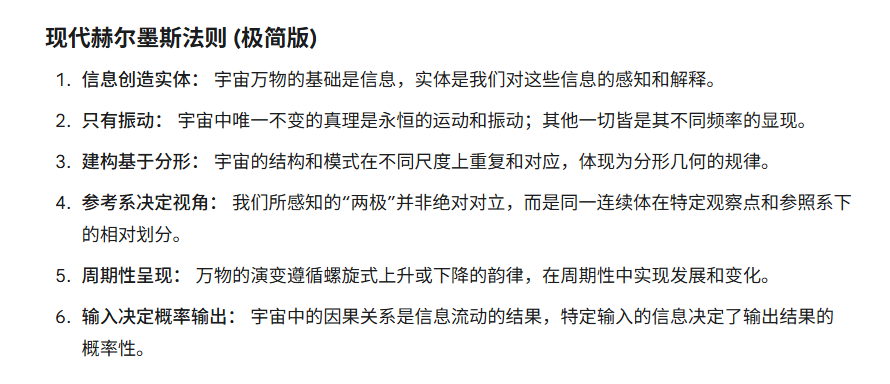 现代赫尔墨斯法则 (极简版)
1. 信息创造实体： 宇宙万物的基础是信息，实体是我们对这些信息的感知和解释。
2. 只有振动： 宇宙中唯一不变的真理是永恒的运动和振动；其他一切皆是其不同频率的显现。
3. 建构基于分形： 宇宙的结构和模式在不同尺度上重复和对应，体现为分形几何的规律。
4. 参考系决定视角： 我们所感知的“两极”并非绝对对立，而是同一连续体在特定观察点和参照系下
的相对划分。
5. 周期性呈现： 万物的演变遵循螺旋式上升或下降的韵律，在周期性中实现发展和变化。
6. 输入决定概率输出： 宇宙中的因果关系是信息流动的结果，特定输入的信息决定了输出结果的
概率性。